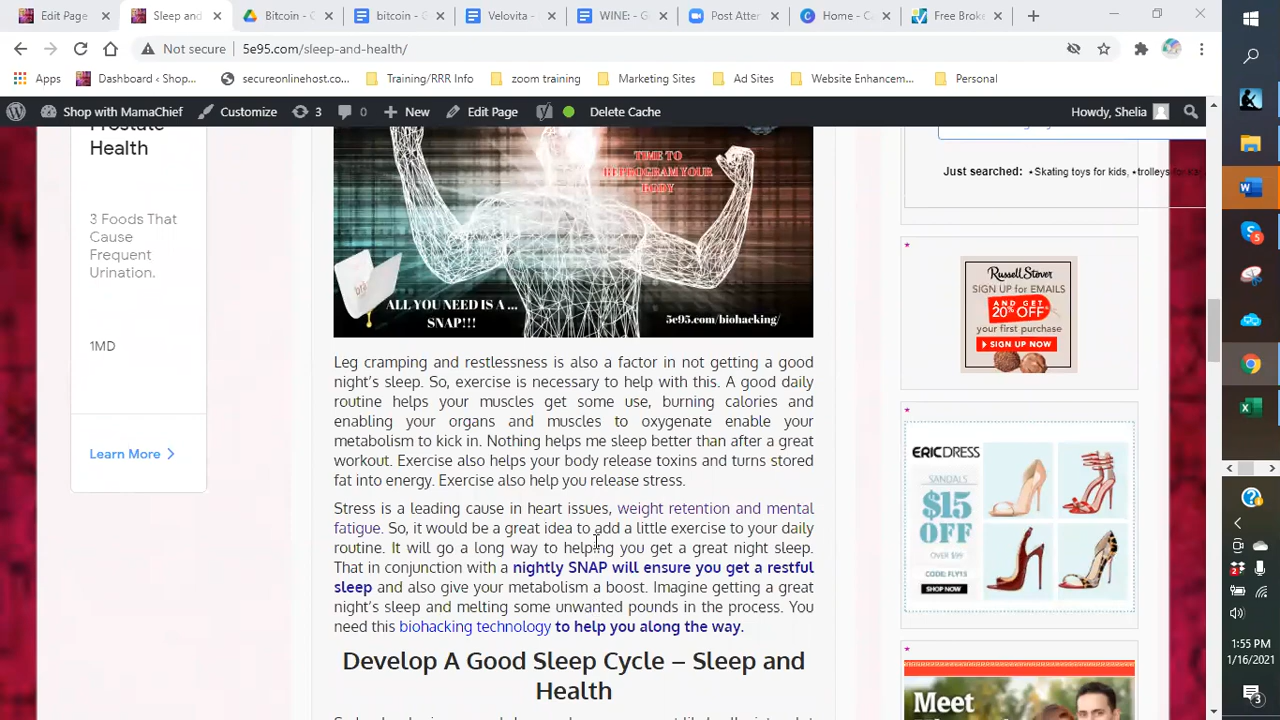 Edit Page
Sleep and
Bitcoin - G
bitcoin - G
Velovita -
WINE: - G
Post Atter
Home - Ca
Free Broke
Not secure
5e95.com/sleep-and-health/
Apps
Dashboard ‹ Shop...
secureonlinehost.co...
Training/RRR Info
zoom training
Marketing Sites
Ad Sites
Website Enhancem...
Personal
Shop with MamaChief
Customize
3
0
New
Edit Page
Delete Cache
Howdy, Shelia
Prostate
Health
3 Foods That
Cause
Frequent
Urination.
1MD
Learn More
TIME TO
REPROGRAM YOUR
BODY
ALL YOU NEED IS A ...
SNAP!!!
5e95.com/biohacking/
Leg cramping and restlessness is also a factor in not getting a good
night's sleep. So, exercise is necessary to help with this. A good daily
routine helps your muscles get some use, burning calories and
enabling your organs and muscles to oxygenate enable your
metabolism to kick in. Nothing helps me sleep better than after a great
workout. Exercise also helps your body release toxins and turns stored
fat into energy. Exercise also help you release stress.
Stress is a leading cause in heart issues, weight retention and mental
fatigue. So, it would be a great idea to add a little exercise to your daily
routine. It will go a long way to helping you get a great night sleep.
That in conjunction with a nightly SNAP will ensure you get a restful
sleep and also give your metabolism a boost. Imagine getting a great
night's sleep and melting some unwanted pounds in the process. You
need this biohacking technology to help you along the way.
Develop A Good Sleep Cycle – Sleep and
Health
Just searched: • Skating toys for kids, • trolleys
Russell Stover
SIGN UP for EMAILS
AND GET
20% OFF*
your first purchase
SIGN UP NOW
ERICDRESS
SANDALS
$15
OFF
OVER $99
CODE: FLY15
SHOP NOW
Meet
1:55 PM
1/16/2021
3